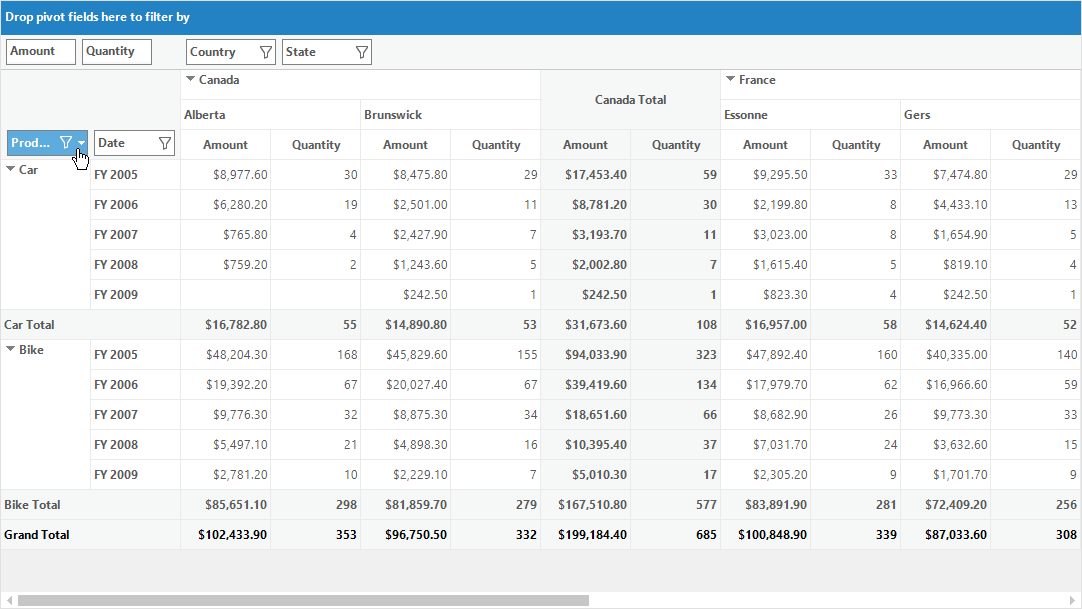 Drop pivot fields here to filter by
Amount Quantity Country State
Canada Canada Total France
Alberta Brunswick Essonne Gers
Prod... Date Amount Quantity Amount Quantity Amount Quantity Amount Quantity Amount Quantity
Car FY 2005 $8,977.60 30 $8,475.80 29 $17,453.40 59 $9,295.50 33 $7,474.80 29
FY 2006 $6,280.20 19 $2,501.00 11 $8,781.20 30 $2,199.80 8 $4,433.10 13
FY 2007 $765.80 4 $2,427.90 7 $3,193.70 11 $3,023.00 8 $1,654.90 5
FY 2008 $759.20 2 $1,243.60 5 $2,002.80 7 $1,615.40 5 $819.10 4
FY 2009 $242.50 1 $242.50 1 $823.30 4 $242.50 1
Car Total $16,782.80 55 $14,890.80 53 $31,673.60 108 $16,957.00 58 $14,624.40 52
Bike FY 2005 $48,204.30 168 $45,829.60 155 $94,033.90 323 $47,892.40 160 $40,335.00 140
FY 2006 $19,392.20 67 $20,027.40 67 $39,419.60 134 $17,979.70 62 $16,966.60 59
FY 2007 $9,776.30 32 $8,875.30 34 $18,651.60 66 $8,682.90 26 $9,773.30 33
FY 2008 $5,497.10 21 $4,898.30 16 $10,395.40 37 $7,031.70 24 $3,632.60 15
FY 2009 $2,781.20 10 $2,229.10 7 $5,010.30 17 $2,305.20 9 $1,701.70 9
Bike Total $85,651.10 298 $81,859.70 279 $167,510.80 577 $83,891.90 281 $72,409.20 256
Grand Total $102,433.90 353 $96,750.50 332 $199,184.40 685 $100,848.90 339 $87,033.60 308